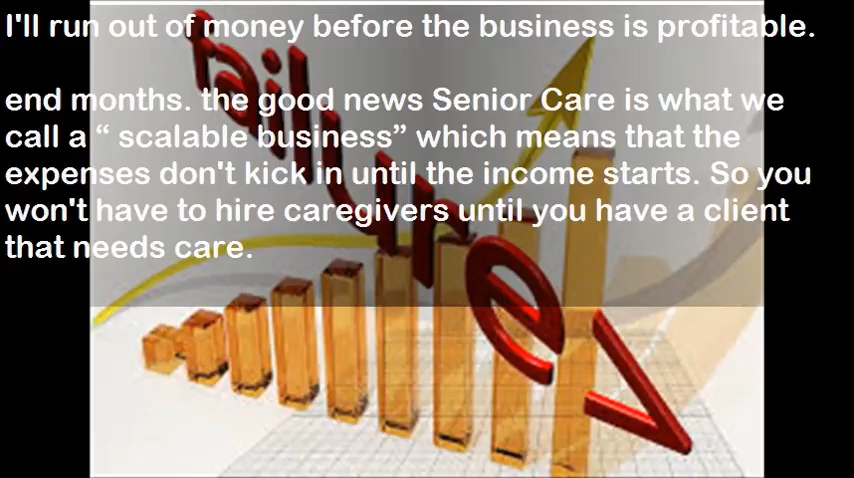 I'll run out of money before the business is profitable.
end months. the good news Senior Care is what we
call a “ scalable business” which means that the
expenses don't kick in until the income starts. So you
won't have to hire caregivers until you have a client
that needs care.
failure